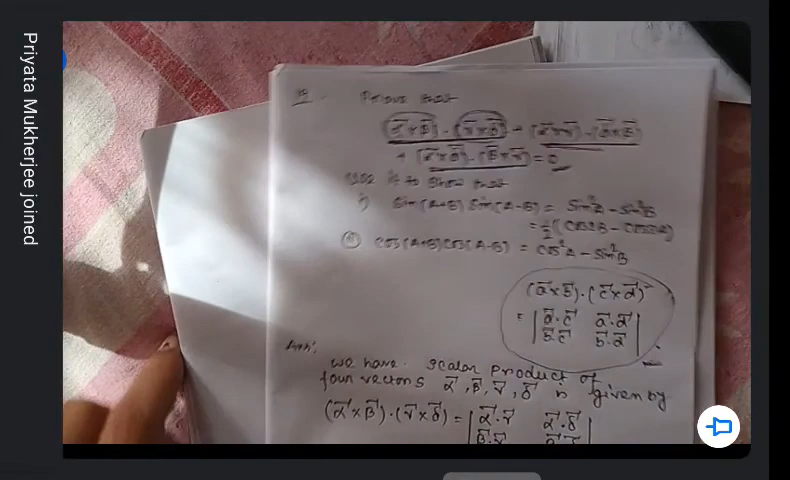 Priyata Mukherjee joined
Prove that
(α⃗×β⃗)·(γ⃗×δ⃗) + (α⃗×γ⃗)·(δ⃗×β⃗)
+ (α⃗×δ⃗)·(β⃗×γ⃗) = 0
Use it to show that
i) Sin(A+B) Sin(A-B) = Sin²A - Sin²B
= ½(Cos2B - Cos2A)
ii) Cos(A+B)Cos(A-B) = Cos²A - Sin²B
(a⃗×b⃗)·(c⃗×d⃗)
= |a⃗·c⃗ a⃗·d⃗|
|b⃗·c⃗ b⃗·d⃗|
Ans:
we have scalar product of
four vectors α⃗, β⃗, γ⃗, δ⃗ is given by
(α⃗×β⃗)·(γ⃗×δ⃗) = |α⃗·γ⃗ α⃗·δ⃗|